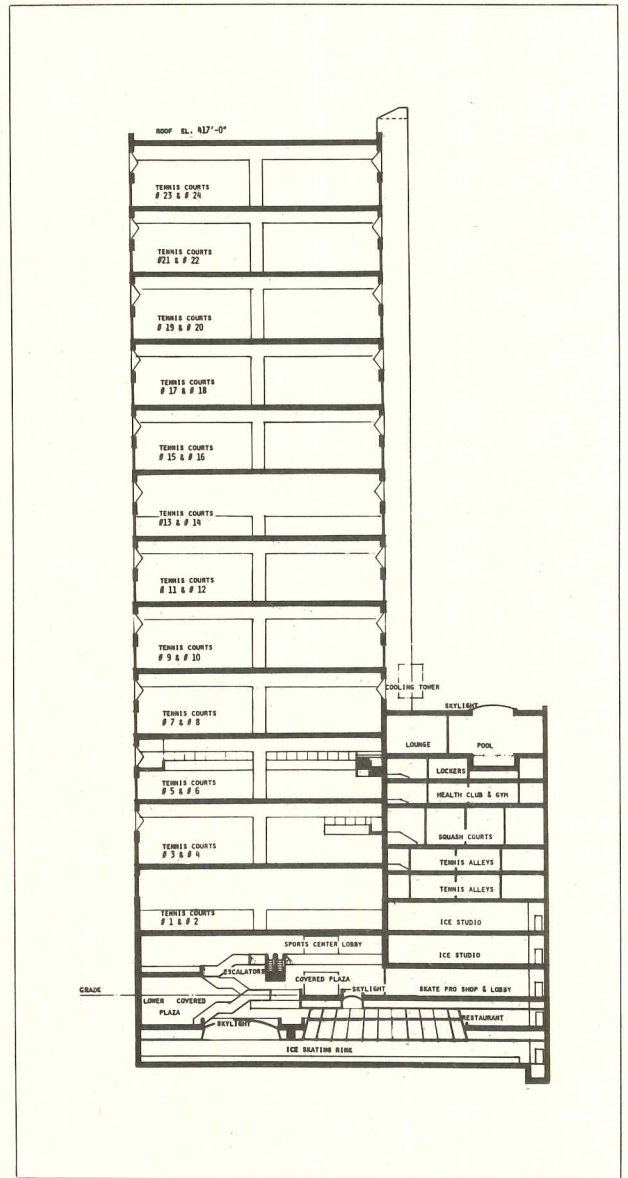 ROOF EL. 417'-0"
TENNIS COURTS
# 23 & # 24
TENNIS COURTS
#21 & # 22
TENNIS COURTS
# 19 & # 20
TENNIS COURTS
# 17 & # 18
TENNIS COURTS
# 15 & # 16
TENNIS COURTS
#13 & # 14
TENNIS COURTS
# 11 & # 12
TENNIS COURTS
# 9 & # 10
TENNIS COURTS
# 7 & # 8
TENNIS COURTS
# 5 & # 6
TENNIS COURTS
# 3 & # 4
TENNIS COURTS
# 1 & # 2
COOLING TOWER
SKYLIGHT
LOUNGE
POOL
LOCKERS
HEALTH CLUB & GYM
SQUASH COURTS
TENNIS ALLEYS
TENNIS ALLEYS
ICE STUDIO
SPORTS CENTER LOBBY
ICE STUDIO
ESCALATORS
COVERED PLAZA
GRADE
SKYLIGHT
SKATE PRO SHOP & LOBBY
LOWER COVERED
PLAZA
RESTAURANT
SKYLIGHT
ICE SKATING RINK